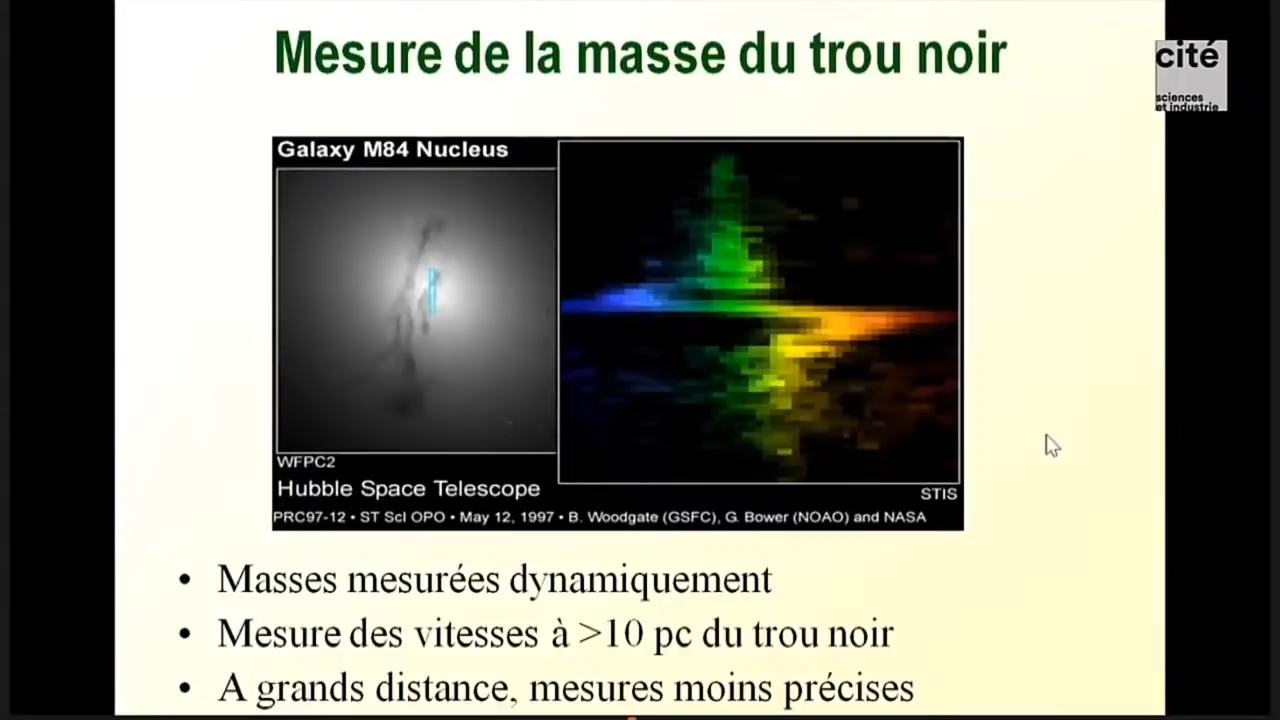 Mesure de la masse du trou noir
cité
sciences
et industrie
Galaxy M84 Nucleus
WFPC2
Hubble Space Telescope
STIS
PRC97-12 • ST ScI OPO • May 12, 1997 • B. Woodgate (GSFC), G. Bower (NOAO) and NASA
• Masses mesurées dynamiquement
• Mesure des vitesses à >10 pc du trou noir
• A grands distance, mesures moins précises